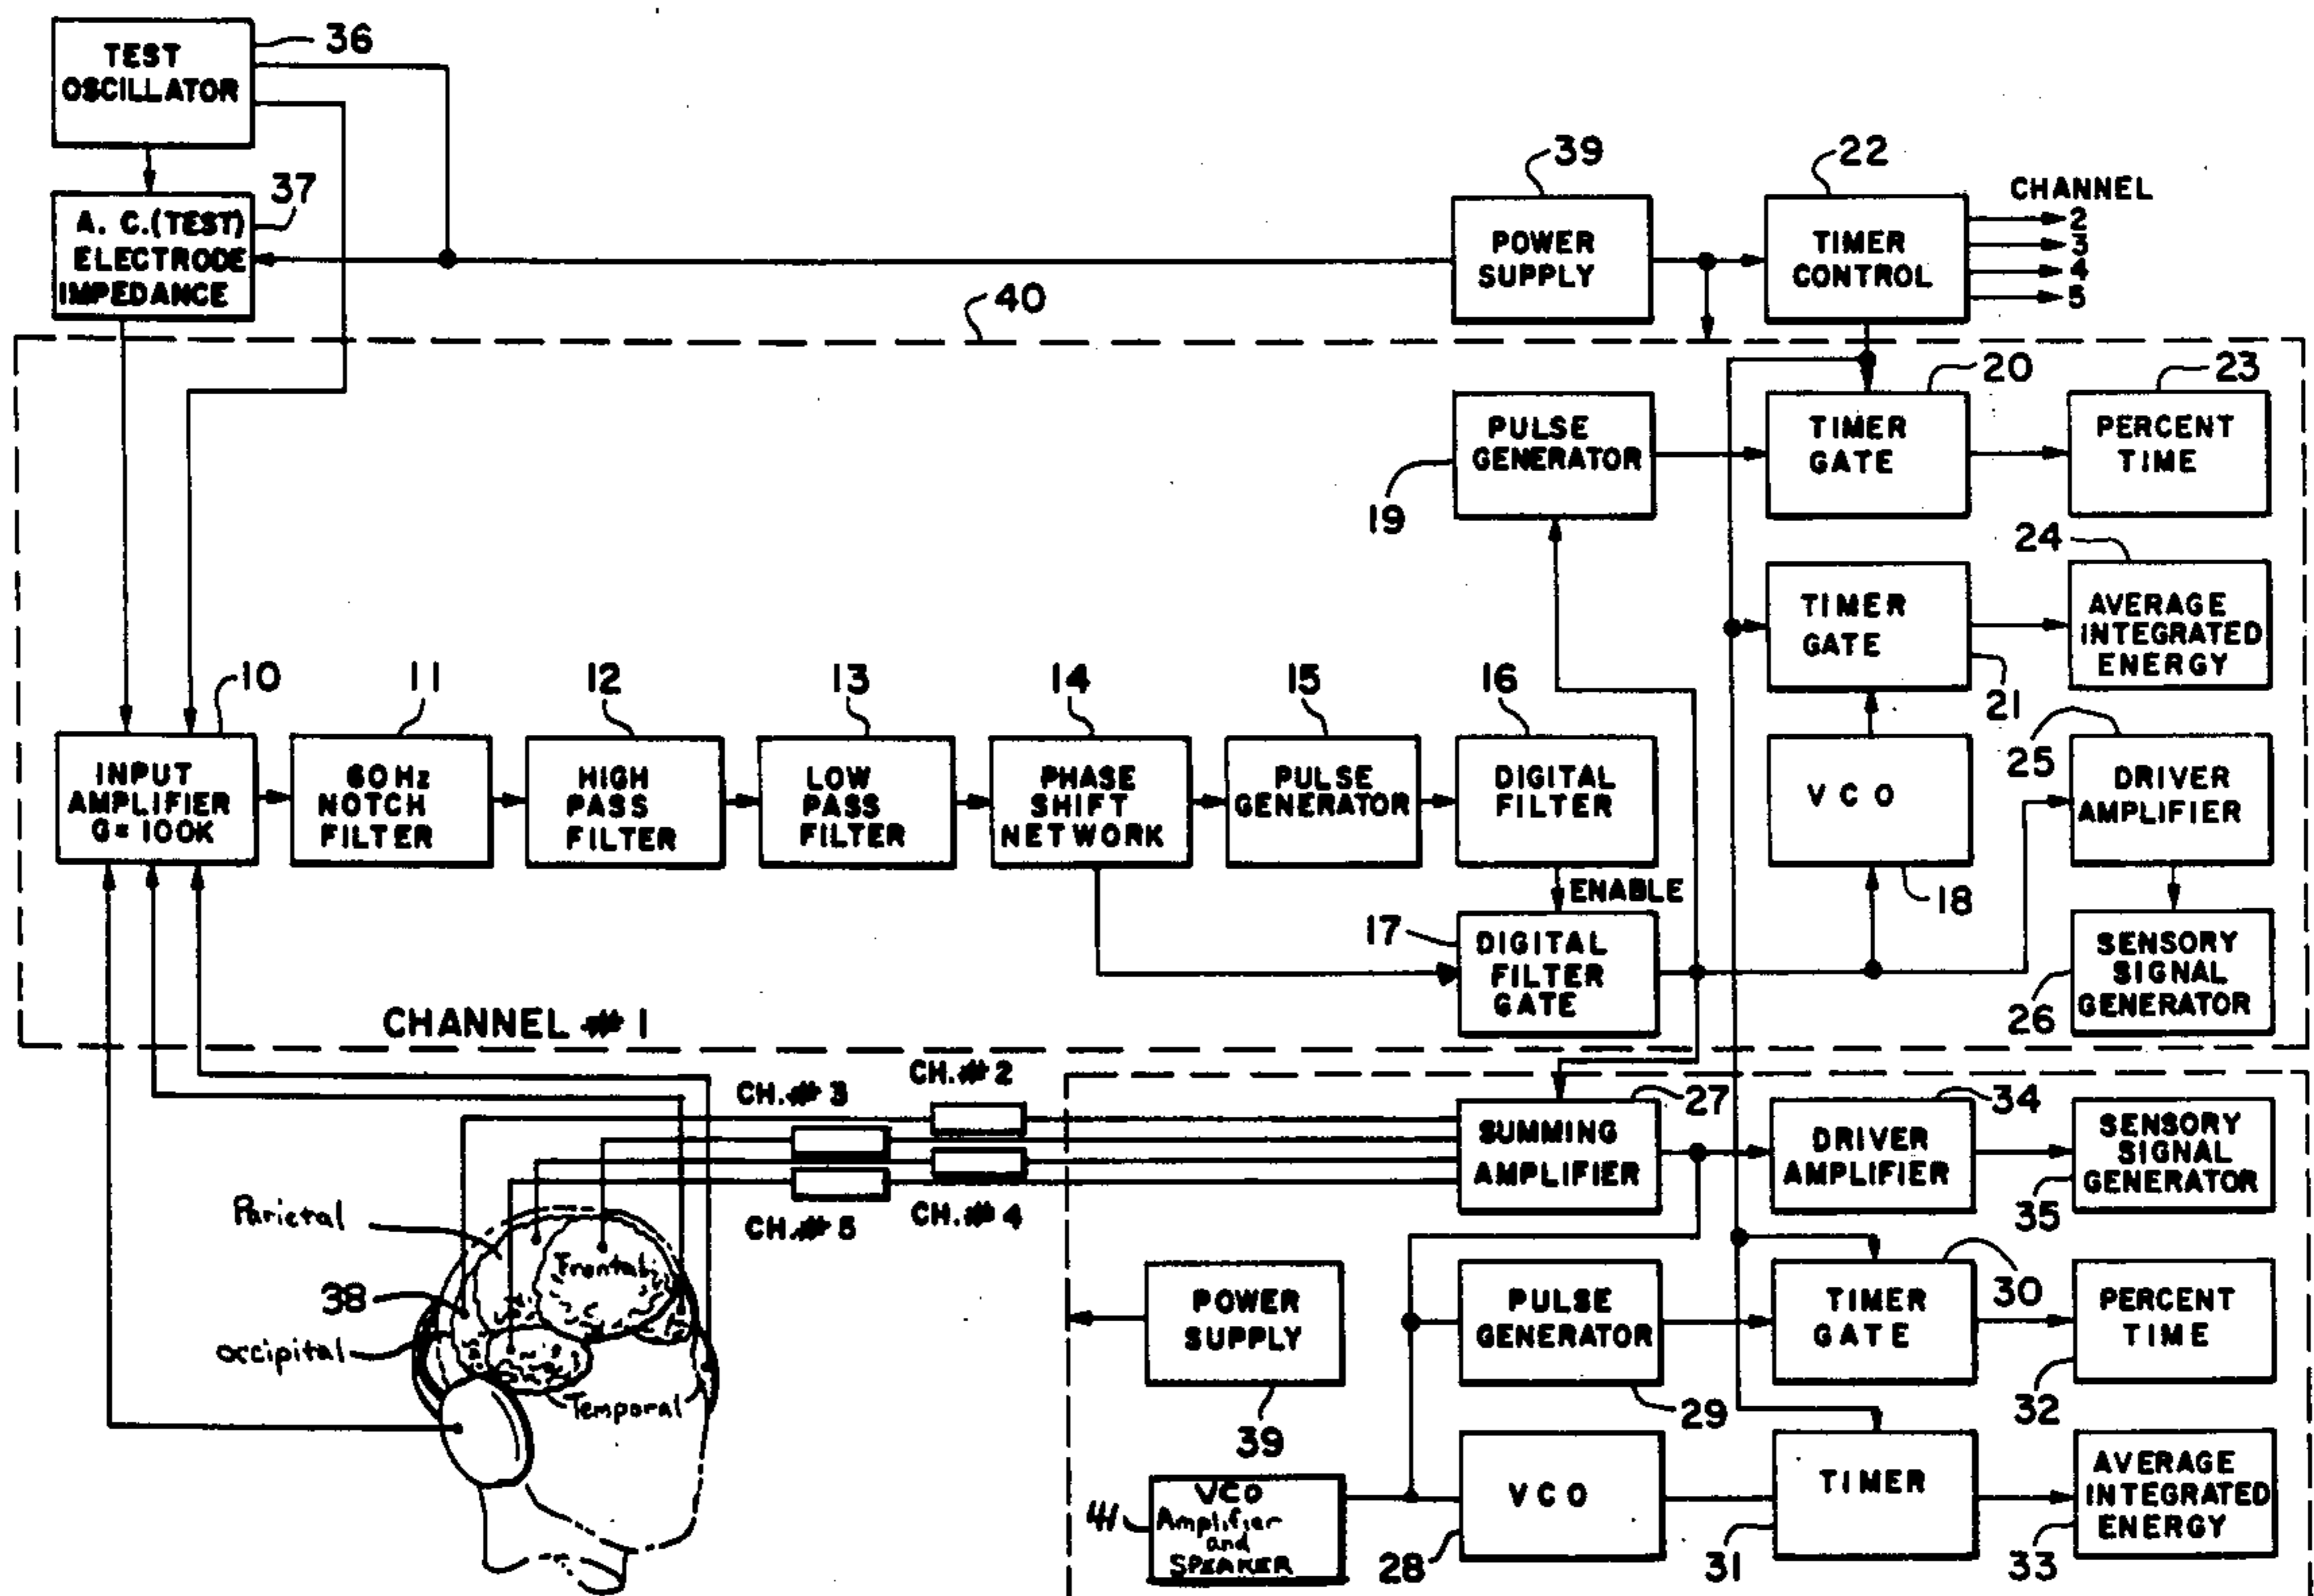 TEST
OSCILLATOR
36
A. C. (TEST)
ELECTRODE
IMPEDANCE
37
39
POWER
SUPPLY
22
TIMER
CONTROL
CHANNEL
2
3
4
5
40
PULSE
GENERATOR
19
20
TIMER
GATE
23
PERCENT
TIME
TIMER
GATE
21
24
AVERAGE
INTEGRATED
ENERGY
10
INPUT
AMPLIFIER
G= 100K
11
60Hz
NOTCH
FILTER
12
HIGH
PASS
FILTER
13
LOW
PASS
FILTER
14
PHASE
SHIFT
NETWORK
15
PULSE
GENERATOR
16
DIGITAL
FILTER
ENABLE
17
DIGITAL
FILTER
GATE
VCO
18
25
DRIVER
AMPLIFIER
26
SENSORY
SIGNAL
GENERATOR
CHANNEL # 1
CH. # 2
CH. # 3
CH. # 4
CH. # 5
Parietal
Frontal
38
occipital
Temporal
27
SUMMING
AMPLIFIER
34
DRIVER
AMPLIFIER
SENSORY
SIGNAL
GENERATOR
35
POWER
SUPPLY
39
PULSE
GENERATOR
29
30
TIMER
GATE
PERCENT
TIME
32
41
VCO
Amplifier
and
SPEAKER
VCO
28
TIMER
31
AVERAGE
INTEGRATED
ENERGY
33